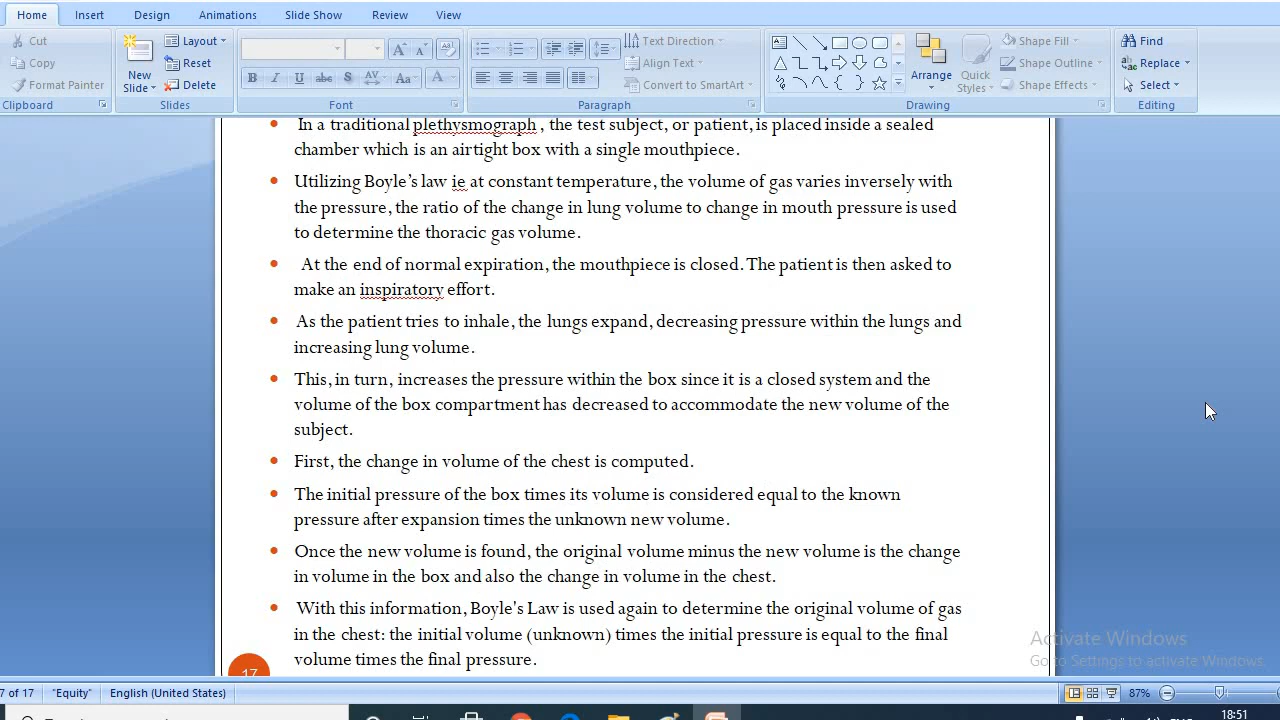 Home Insert Design Animations Slide Show Review View
Cut
Copy
Format Painter
Clipboard
New Slide
Layout
Reset
Delete
Slides
B I U abc S AV Aa A
Font
Text Direction
Align Text
Convert to SmartArt
Paragraph
Arrange
Quick Styles
Shape Fill
Shape Outline
Shape Effects
Drawing
Find
Replace
Select
Editing
In a traditional plethysmograph , the test subject, or patient, is placed inside a sealed
chamber which is an airtight box with a single mouthpiece.
Utilizing Boyle’s law ie at constant temperature, the volume of gas varies inversely with
the pressure, the ratio of the change in lung volume to change in mouth pressure is used
to determine the thoracic gas volume.
At the end of normal expiration, the mouthpiece is closed. The patient is then asked to
make an inspiratory effort.
As the patient tries to inhale, the lungs expand, decreasing pressure within the lungs and
increasing lung volume.
This, in turn, increases the pressure within the box since it is a closed system and the
volume of the box compartment has decreased to accommodate the new volume of the
subject.
First, the change in volume of the chest is computed.
The initial pressure of the box times its volume is considered equal to the known
pressure after expansion times the unknown new volume.
Once the new volume is found, the original volume minus the new volume is the change
in volume in the box and also the change in volume in the chest.
With this information, Boyle's Law is used again to determine the original volume of gas
in the chest: the initial volume (unknown) times the initial pressure is equal to the final
volume times the final pressure.
17
Activate Windows
Go to Settings to activate Windows.
7 of 17 "Equity" English (United States) 87%
18:51